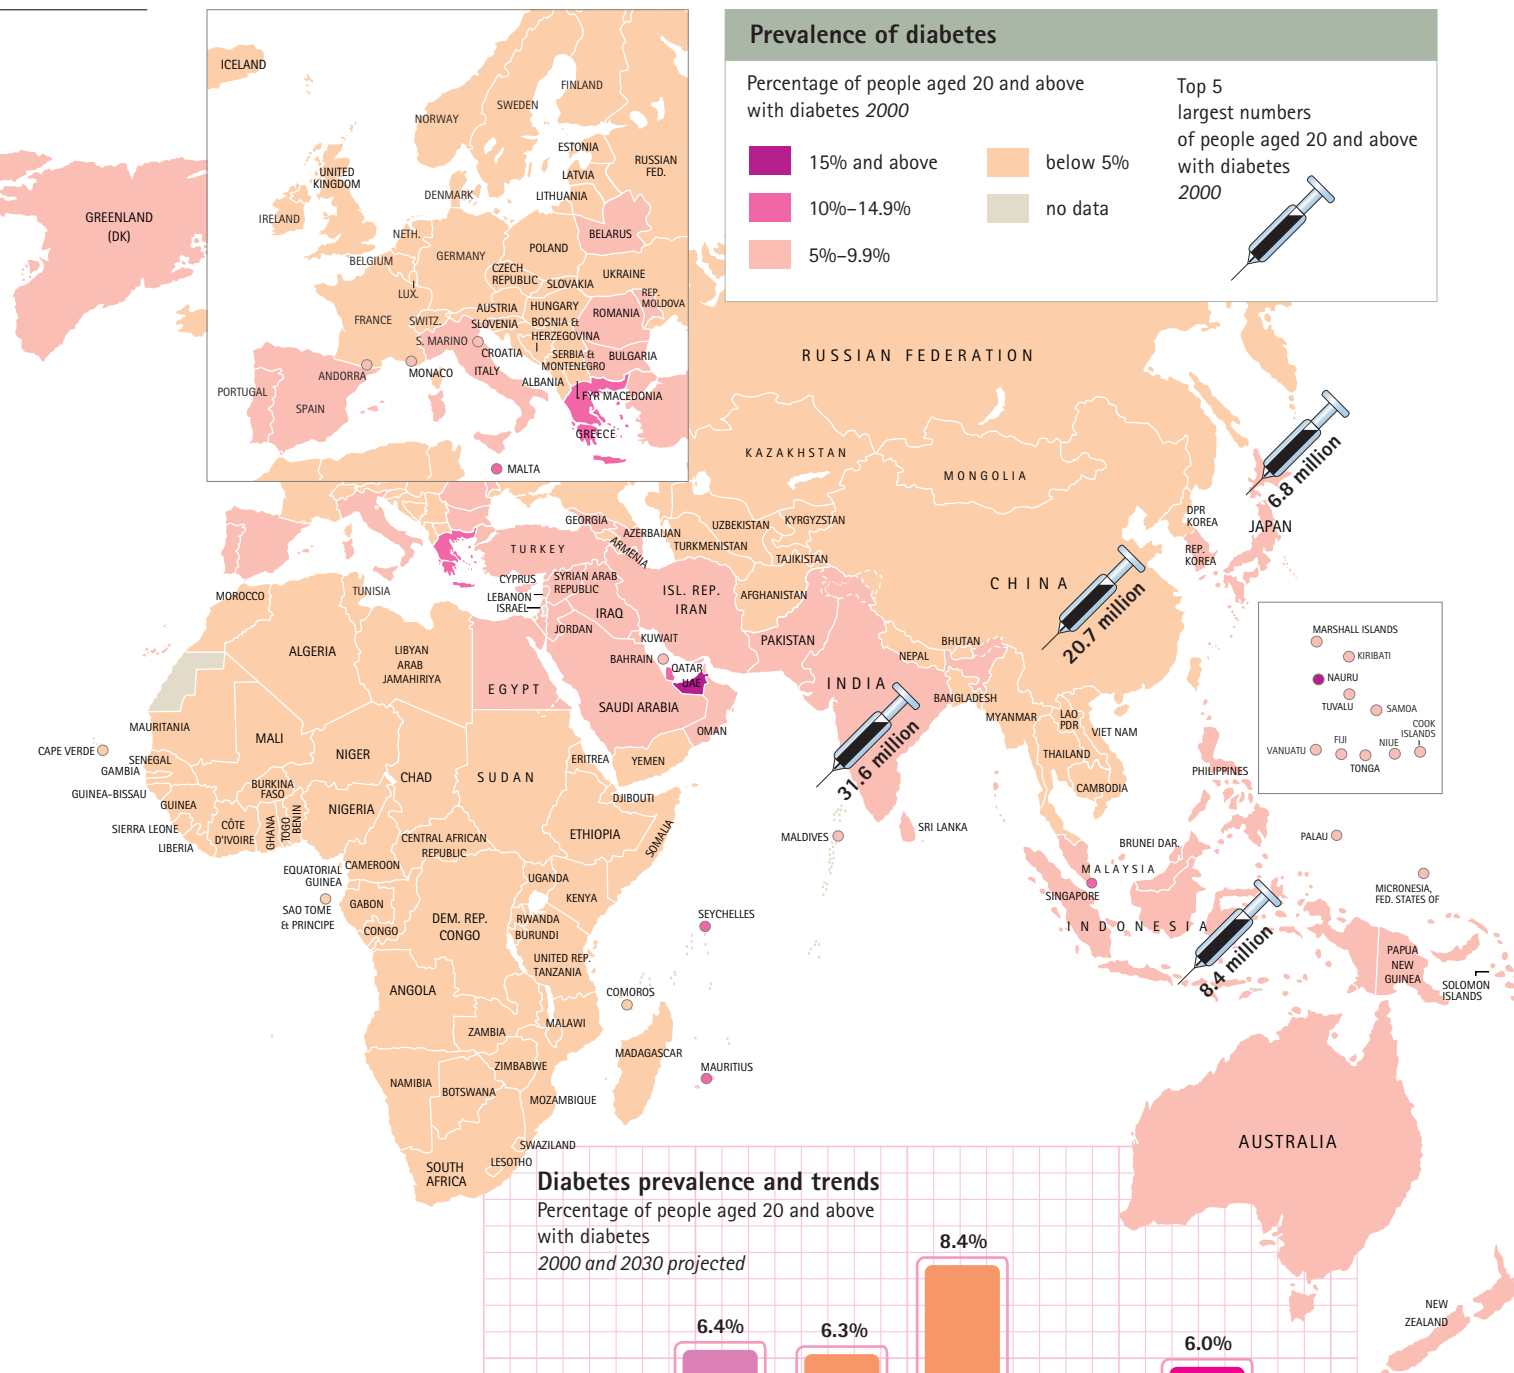 ICELAND
FINLAND
SWEDEN
NORWAY
ESTONIA
RUSSIAN
FED.
LATVIA
UNITED
KINGDOM
DENMARK
LITHUANIA
IRELAND
NETH.
BELARUS
BELGIUM
GERMANY
POLAND
CZECH
REPUBLIC
UKRAINE
SLOVAKIA
LUX.
REP.
MOLDOVA
AUSTRIA
HUNGARY
ROMANIA
FRANCE
SWITZ.
SLOVENIA
BOSNIA &
HERZEGOVINA
S. MARINO
CROATIA
SERBIA &
MONTENEGRO
BULGARIA
ANDORRA
MONACO
ITALY
ALBANIA
PORTUGAL
SPAIN
FYR MACEDONIA
GREECE
MALTA
Prevalence of diabetes
Percentage of people aged 20 and above
with diabetes 2000
15% and above
10%–14.9%
5%–9.9%
below 5%
no data
Top 5
largest numbers
of people aged 20 and above
with diabetes
2000
GREENLAND
(DK)
RUSSIAN FEDERATION
KAZAKHSTAN
MONGOLIA
6.8 million
DPR
KOREA
JAPAN
REP.
KOREA
GEORGIA
AZERBAIJAN
ARMENIA
UZBEKISTAN
KYRGYZSTAN
TURKMENISTAN
TAJIKISTAN
TURKEY
CYPRUS
SYRIAN ARAB
REPUBLIC
LEBANON
ISRAEL
IRAQ
ISL. REP.
IRAN
AFGHANISTAN
CHINA
20.7 million
MOROCCO
TUNISIA
JORDAN
KUWAIT
PAKISTAN
BHUTAN
NEPAL
ALGERIA
LIBYAN
ARAB
JAMAHIRIYA
BAHRAIN
QATAR
UAE
EGYPT
INDIA
BANGLADESH
SAUDI ARABIA
OMAN
31.6 million
MYANMAR
LAO
PDR
VIET NAM
THAILAND
CAMBODIA
PHILIPPINES
MARSHALL ISLANDS
KIRIBATI
NAURU
TUVALU
SAMOA
COOK
ISLANDS
VANUATU
FIJI
NIUE
TONGA
MAURITANIA
MALI
NIGER
CAPE VERDE
SENEGAL
GAMBIA
CHAD
SUDAN
ERITREA
YEMEN
GUINEA-BISSAU
BURKINA
FASO
DJIBOUTI
GUINEA
NIGERIA
SIERRA LEONE
CÔTE
D'IVOIRE
GHANA
TOGO
BENIN
LIBERIA
CENTRAL AFRICAN
REPUBLIC
ETHIOPIA
SOMALIA
MALDIVES
SRI LANKA
PALAU
BRUNEI DAR.
MALAYSIA
EQUATORIAL
GUINEA
CAMEROON
UGANDA
KENYA
SINGAPORE
MICRONESIA,
FED. STATES OF
SAO TOME
& PRINCIPE
GABON
CONGO
DEM. REP.
CONGO
RWANDA
BURUNDI
SEYCHELLES
INDONESIA
8.4 million
UNITED REP.
TANZANIA
PAPUA
NEW
GUINEA
SOLOMON
ISLANDS
ANGOLA
COMOROS
ZAMBIA
MALAWI
MADAGASCAR
MAURITIUS
ZIMBABWE
NAMIBIA
BOTSWANA
MOZAMBIQUE
SWAZILAND
LESOTHO
SOUTH
AFRICA
AUSTRALIA
NEW
ZEALAND
Diabetes prevalence and trends
Percentage of people aged 20 and above
with diabetes
2000 and 2030 projected
8.4%
6.4%
6.3%
6.0%